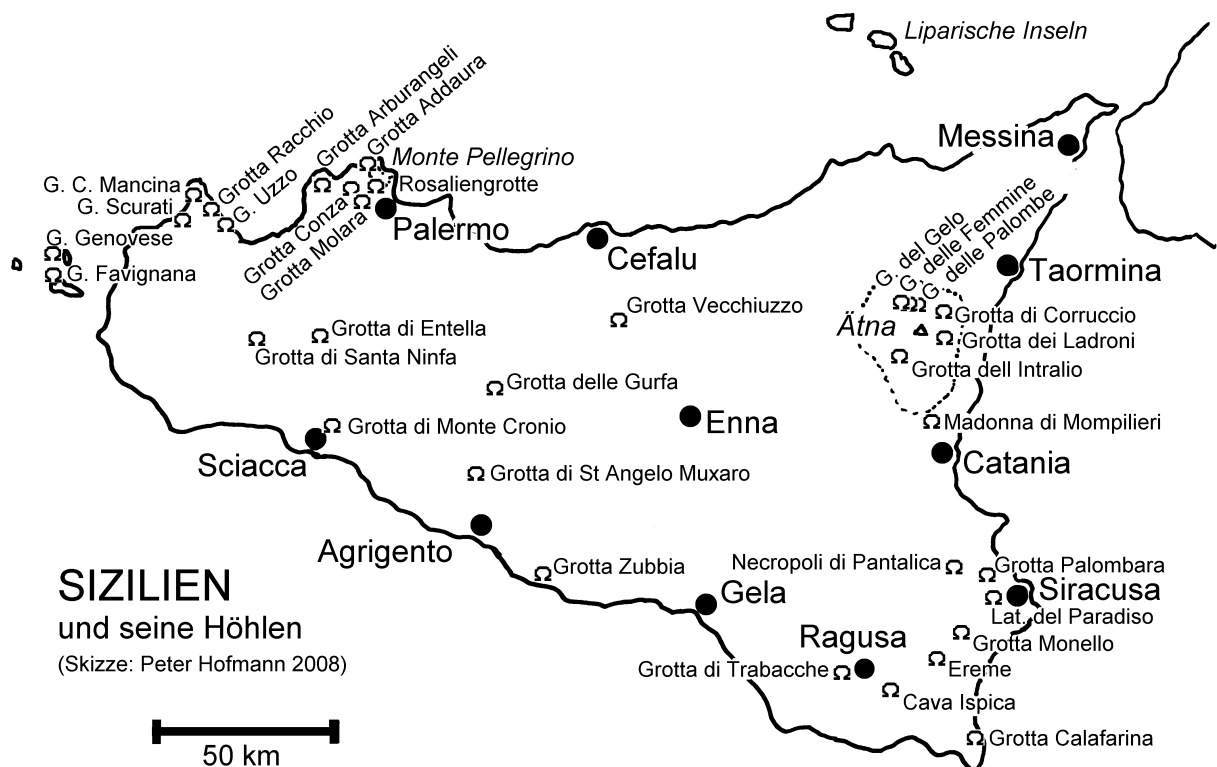 Liparische Inseln
Messina
Grotta Arburangeli
Grotta Addaura
Monte Pellegrino
Rosaliengrotte
Grotta Racchio
G. Uzzo
G. C. Mancina
G. Scurati
G. Genovese
G. Favignana
Grotta Conza
Grotta Molara
Palermo
Cefalu
G. del Gelo
G. delle Femmine
G. delle Palombe
Taormina
Grotta Vecchiuzzo
Grotta di Corruccio
Ätna
Grotta di Entella
Grotta dei Ladroni
Grotta di Santa Ninfa
Grotta dell Intralio
Grotta delle Gurfa
Enna
Madonna di Mompilieri
Grotta di Monte Cronio
Sciacca
Catania
Grotta di St Angelo Muxaro
Agrigento
Necropoli di Pantalica
Grotta Palombara
Grotta Zubbia
Gela
Siracusa
Lat. del Paradiso
SIZILIEN
und seine Höhlen
(Skizze: Peter Hofmann 2008)
Ragusa
Grotta Monello
Grotta di Trabacche
Ereme
Cava Ispica
Grotta Calafarina
50 km